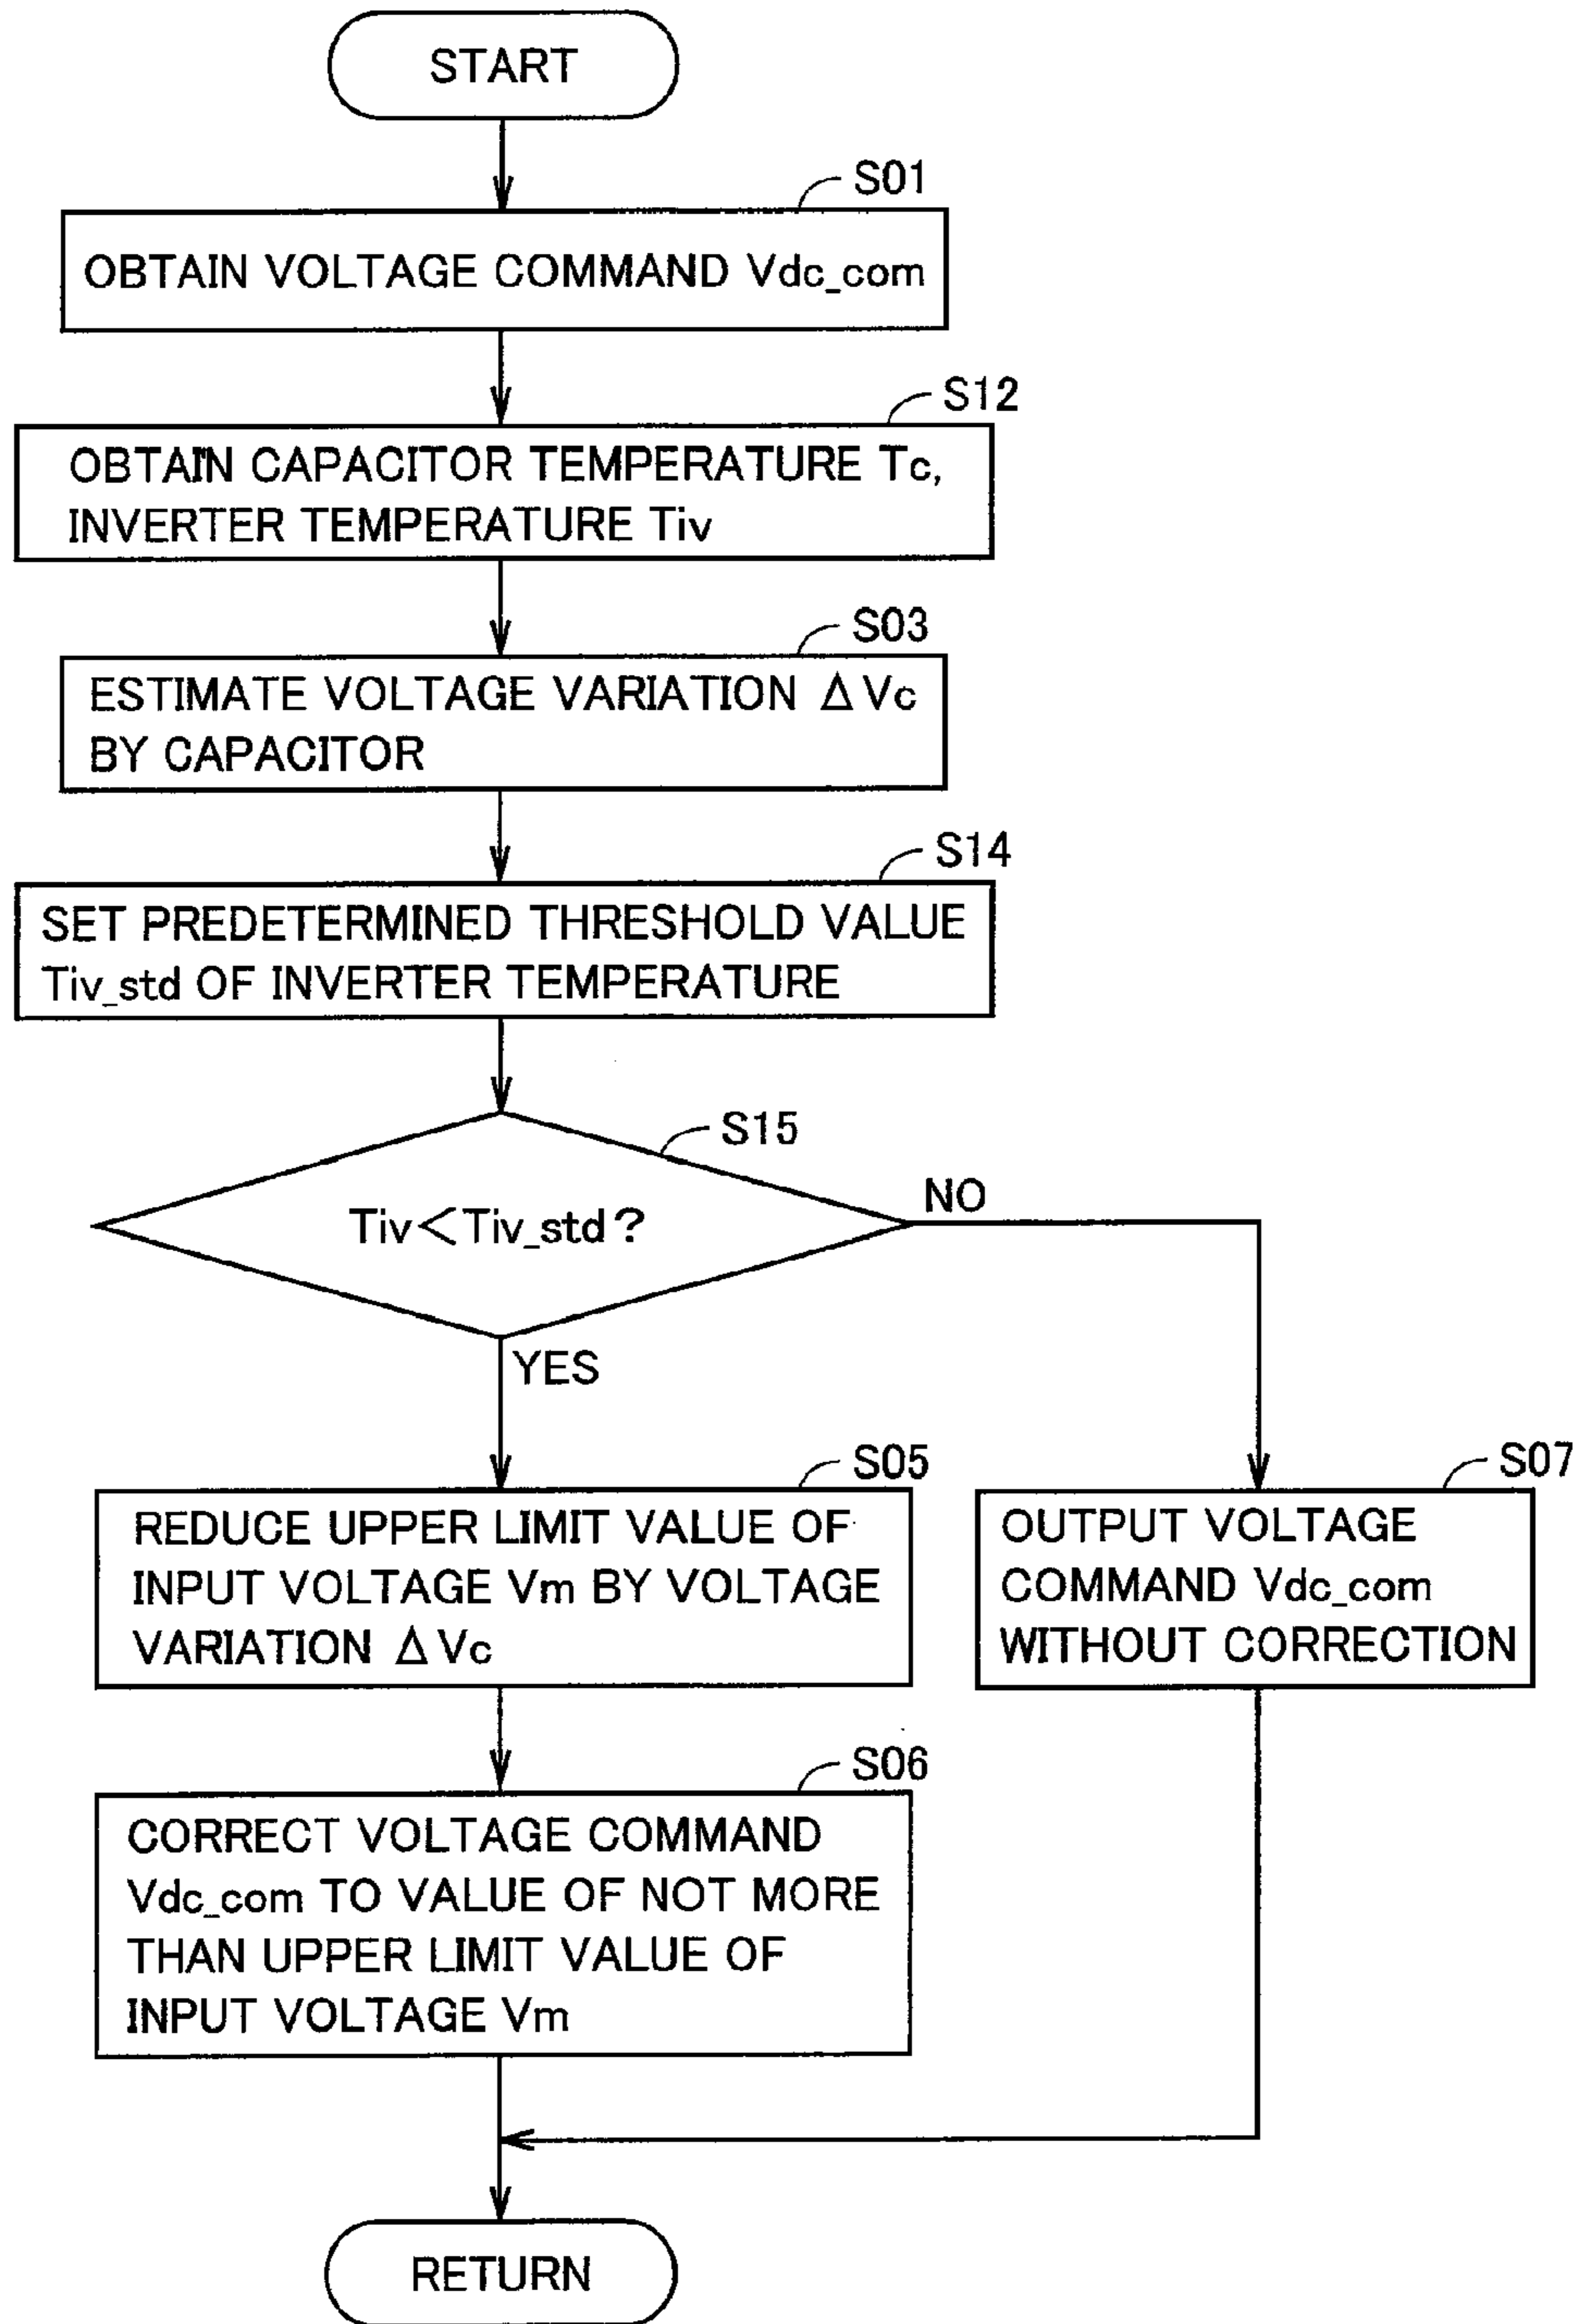 START
S01
OBTAIN VOLTAGE COMMAND Vdc_com
S12
OBTAIN CAPACITOR TEMPERATURE Tc,
INVERTER TEMPERATURE Tiv
S03
ESTIMATE VOLTAGE VARIATION Δ Vc
BY CAPACITOR
S14
SET PREDETERMINED THRESHOLD VALUE
Tiv_std OF INVERTER TEMPERATURE
S15
Tiv<Tiv_std?
NO
YES
S05
REDUCE UPPER LIMIT VALUE OF
INPUT VOLTAGE Vm BY VOLTAGE
VARIATION Δ Vc
S07
OUTPUT VOLTAGE
COMMAND Vdc_com
WITHOUT CORRECTION
S06
CORRECT VOLTAGE COMMAND
Vdc_com TO VALUE OF NOT MORE
THAN UPPER LIMIT VALUE OF
INPUT VOLTAGE Vm
RETURN